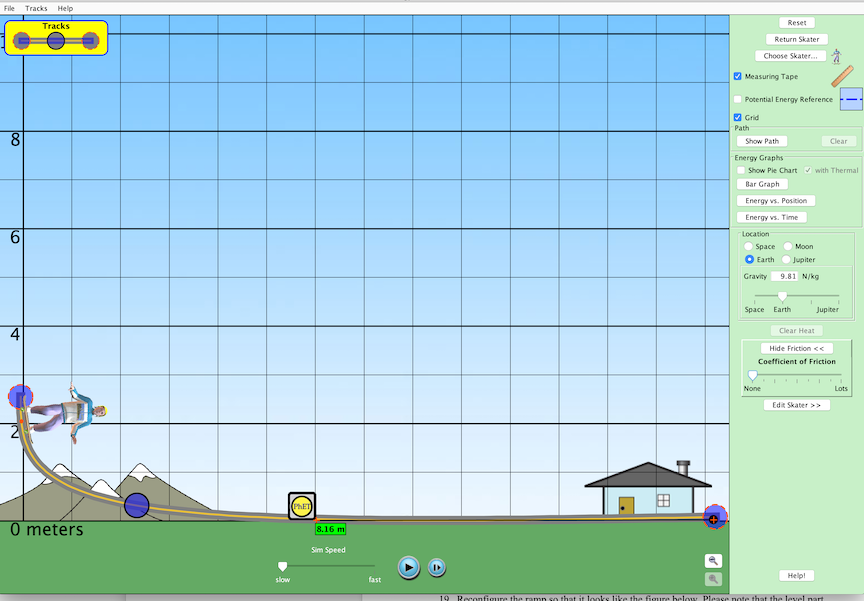 File Tracks Help
Tracks
8
6
4
2
0 meters
PhET
8.16 m
Sim Speed
slow fast
Reset
Return Skater
Choose Skater...
Measuring Tape
Potential Energy Reference
Grid
Path
Show Path Clear
Energy Graphs
Show Pie Chart with Thermal
Bar Graph
Energy vs. Position
Energy vs. Time
Location
Space Moon
Earth Jupiter
Gravity 9.81 N/kg
Space Earth Jupiter
Clear Heat
Hide Friction <<
Coefficient of Friction
None Lots
Edit Skater >>
Help!
19. Reconfigure the ramp so that it looks like the figure below. Please note that the level part